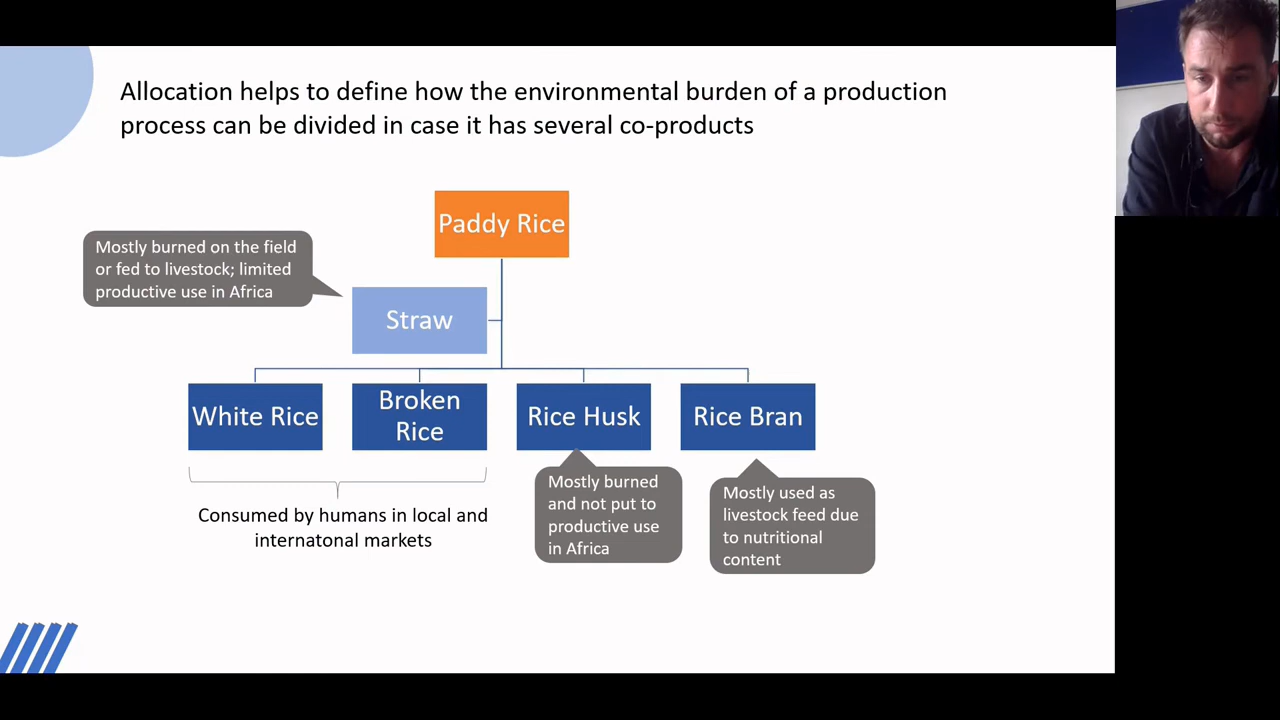 Allocation helps to define how the environmental burden of a production
process can be divided in case it has several co-products
Paddy Rice
Mostly burned on the field
or fed to livestock; limited
productive use in Africa
Straw
White Rice
Broken
Rice
Rice Husk
Rice Bran
Consumed by humans in local and
internatonal markets
Mostly burned
and not put to
productive use
in Africa
Mostly used as
livestock feed due
to nutritional
content